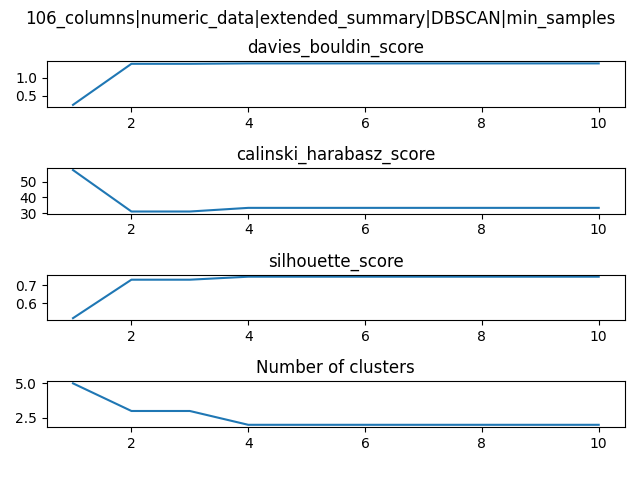 106_columns|numeric_data|extended_summary|DBSCAN|min_samples
davies_bouldin_score
1.0
0.5
2 4 6 8 10
calinski_harabasz_score
50
40
30
2 4 6 8 10
silhouette_score
0.7
0.6
2 4 6 8 10
Number of clusters
5.0
2.5
2 4 6 8 10